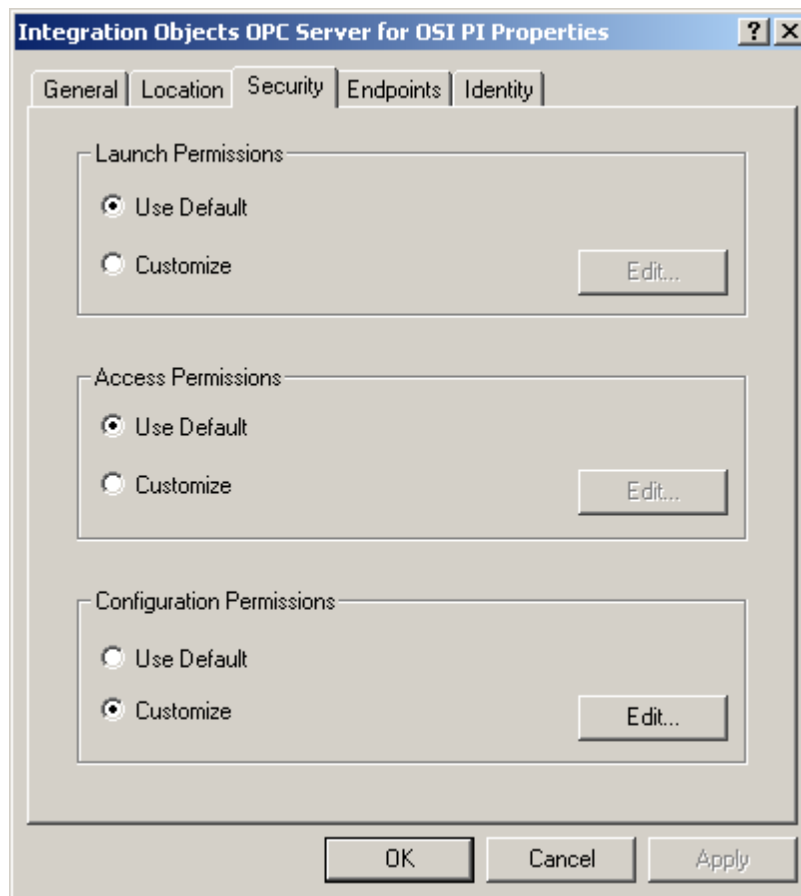 Integration Objects OPC Server for OSI PI Properties
General Location Security Endpoints Identity
Launch Permissions
Use Default
Customize
Edit...
Access Permissions
Use Default
Customize
Edit...
Configuration Permissions
Use Default
Customize
Edit...
OK Cancel Apply